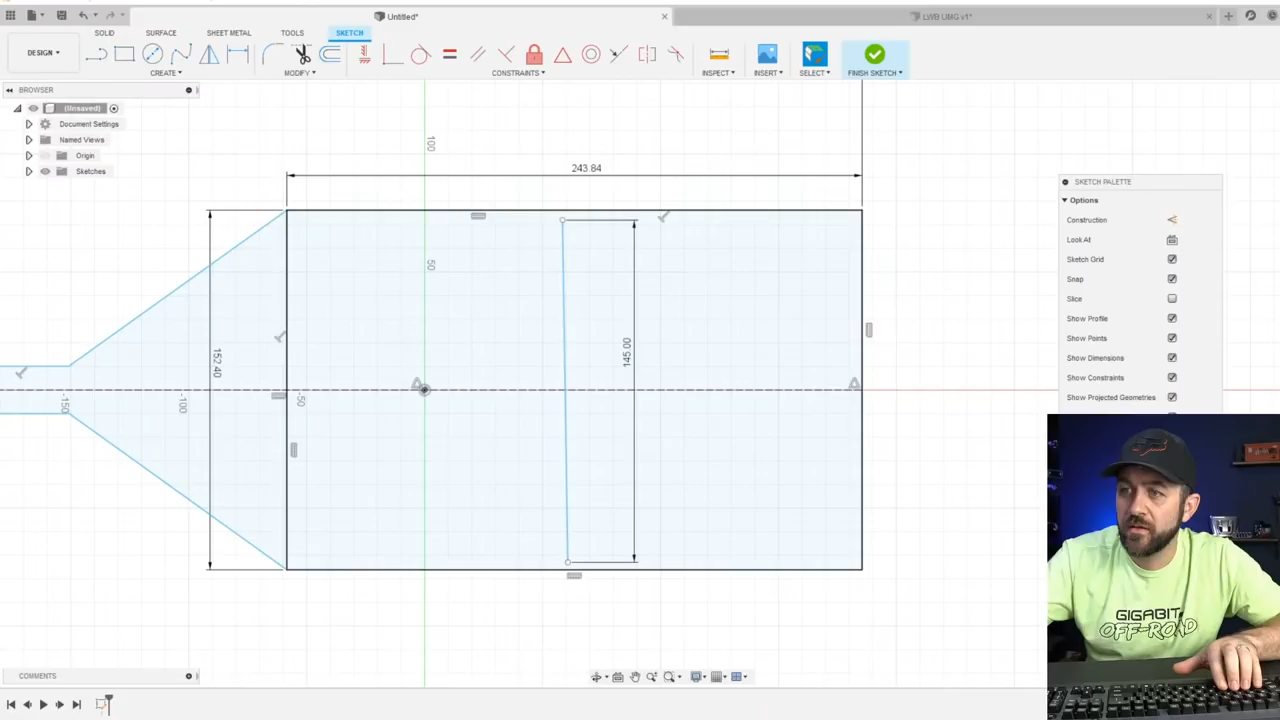 Untitled*
LWB UMG v1*
DESIGN
SOLID
SURFACE
SHEET METAL
TOOLS
SKETCH
CREATE
MODIFY
CONSTRAINTS
INSPECT
INSERT
SELECT
FINISH SKETCH
BROWSER
(Unsaved)
Document Settings
Named Views
Origin
Sketches
100
243.84
50
152.40
145.00
-150
-100
-50
SKETCH PALETTE
Options
Construction
Look At
Sketch Grid
Snap
Slice
Show Profile
Show Points
Show Dimensions
Show Constraints
Show Projected Geometries
GIGABIT
OFF-ROAD
COMMENTS